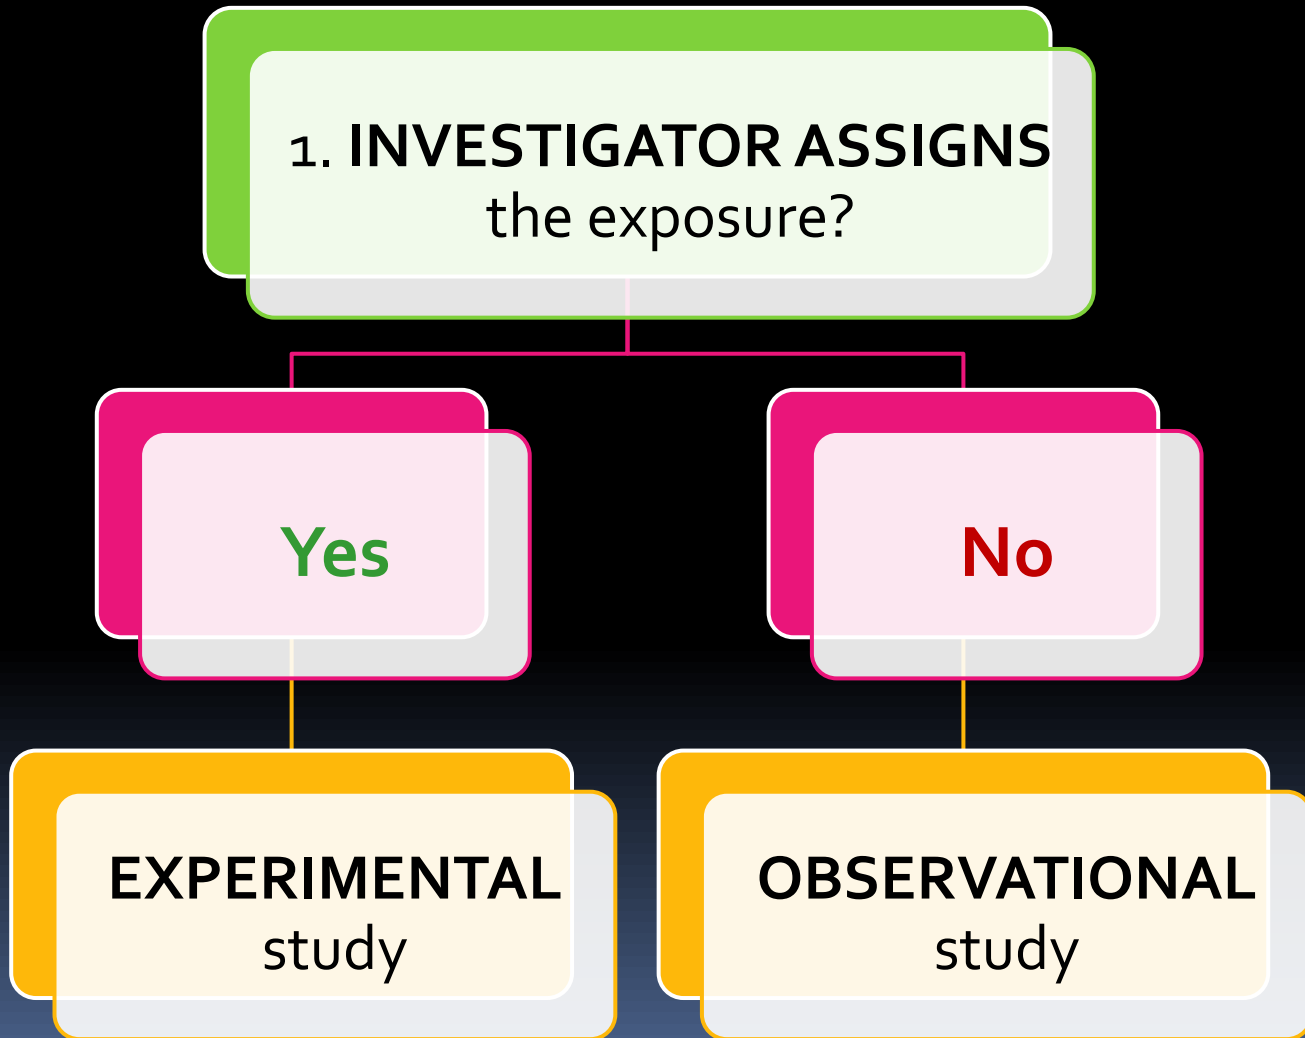 1. INVESTIGATOR ASSIGNS
the exposure?
Yes
No
EXPERIMENTAL
study
OBSERVATIONAL
study